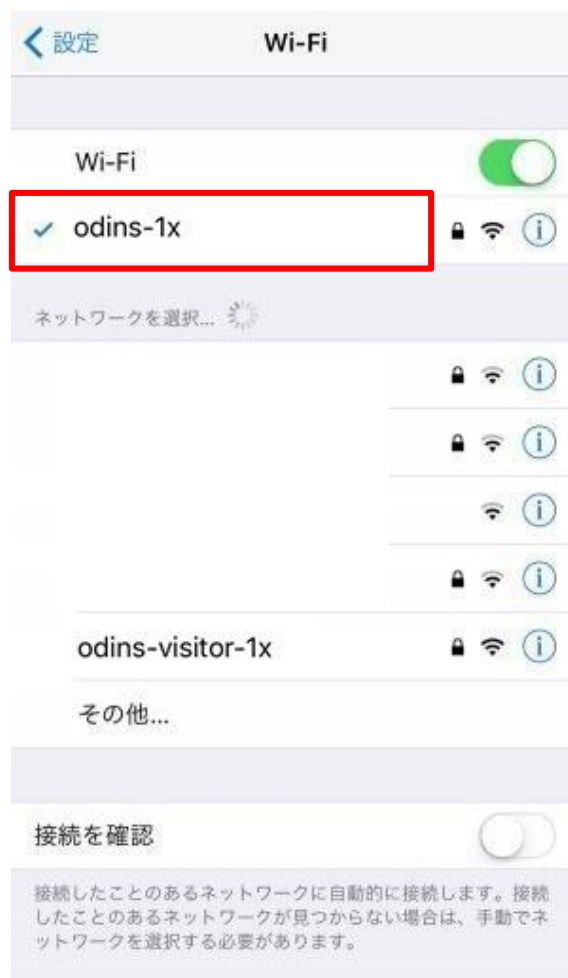 設定
Wi-Fi
Wi-Fi
odins-1x
ネットワークを選択...
odins-visitor-1x
その他...
接続を確認
接続したことのあるネットワークに自動的に接続します。接続
したことのあるネットワークが見つからない場合は、手動でネ
ットワークを選択する必要があります。